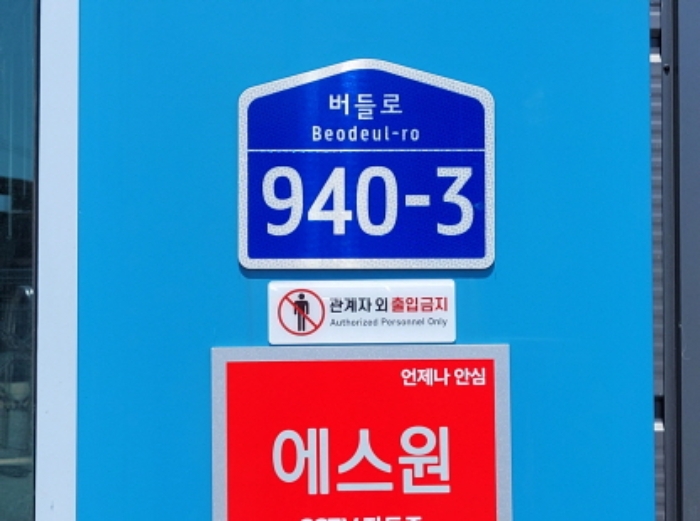 버들로
Beodeul-ro
940-3
관계자 외 출입금지
Authorized Personnel Only
언제나 안심
에스원